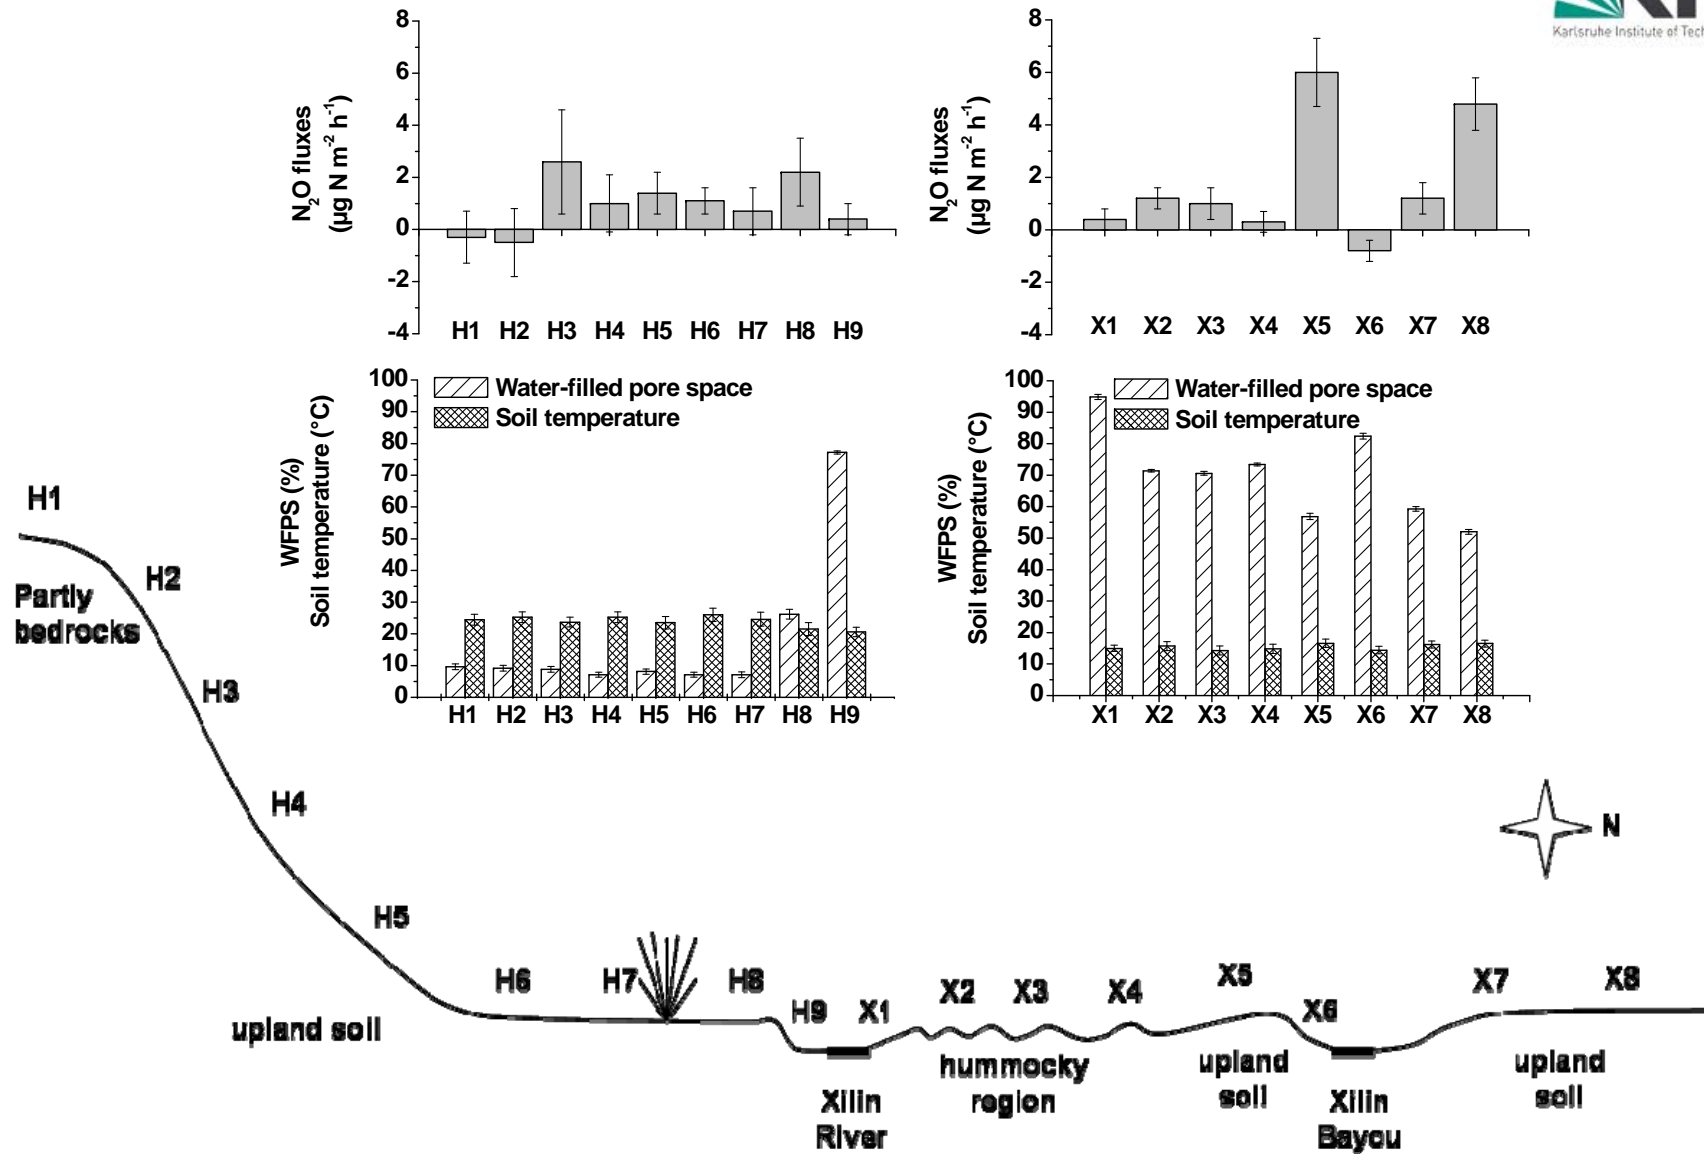 Karlsruhe Institute of Tech
8
6
4
2
0
-2
-4
N2O fluxes
(µg N m-2 h-1)
H1 H2 H3 H4 H5 H6 H7 H8 H9
8
6
4
2
0
-2
-4
N2O fluxes
(µg N m-2 h-1)
X1 X2 X3 X4 X5 X6 X7 X8
100
90
80
70
60
50
40
30
20
10
0
WFPS (%)
Soil temperature (°C)
Water-filled pore space
Soil temperature
H1 H2 H3 H4 H5 H6 H7 H8 H9
100
90
80
70
60
50
40
30
20
10
0
WFPS (%)
Soil temperature (°C)
Water-filled pore space
Soil temperature
X1 X2 X3 X4 X5 X6 X7 X8
H1
Partly
bedrocks
H2
H3
H4
H5
H6
H7
H8
H9
X1
X2
X3
X4
X5
X6
X7
X8
N
upland soil
Xilin
River
hummocky
region
upland
soil
Xilin
Bayou
upland
soil